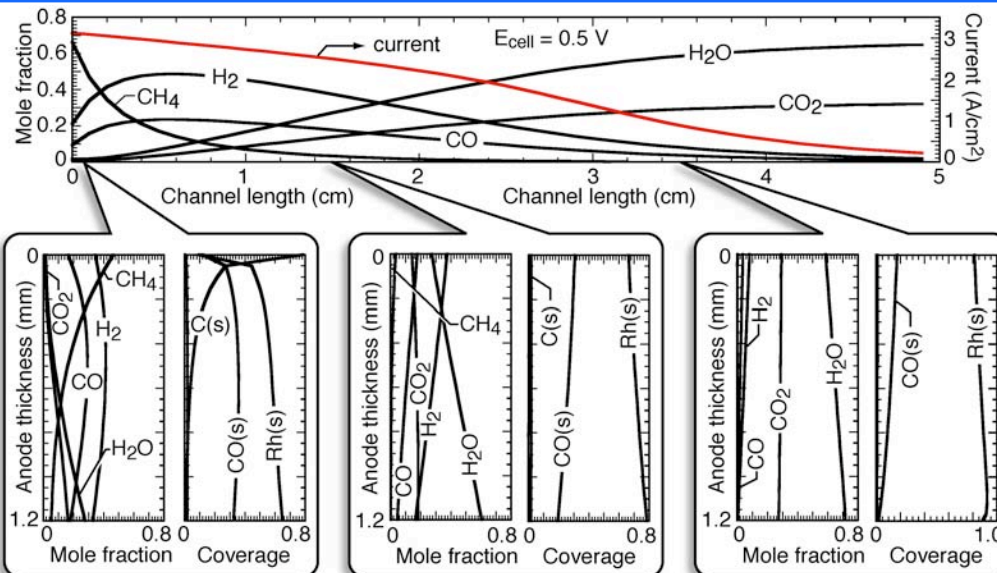 0.8
0.6
0.4
0.2
0
Mole fraction
current
E_cell = 0.5 V
H₂
CH₄
CO
H₂O
CO₂
3
2
1
0
Current (A/cm²)
0 1 2 3 4 5
Channel length (cm) Channel length (cm)
0
Anode thickness (mm)
1.2
CO₂
CO
H₂
CH₄
H₂O
0 0.8
Mole fraction
C(s)
CO(s)
Rh(s)
0 0.8
Coverage
0
Anode thickness (mm)
1.2
CO
CO₂
H₂
CH₄
H₂O
0 0.8
Mole fraction
C(s)
CO(s)
Rh(s)
0 0.8
Coverage
0
Anode thickness (mm)
1.2
H₂
CO
CO₂
H₂O
0 0.8
Mole fraction
CO(s)
Rh(s)
0 1.0
Coverage